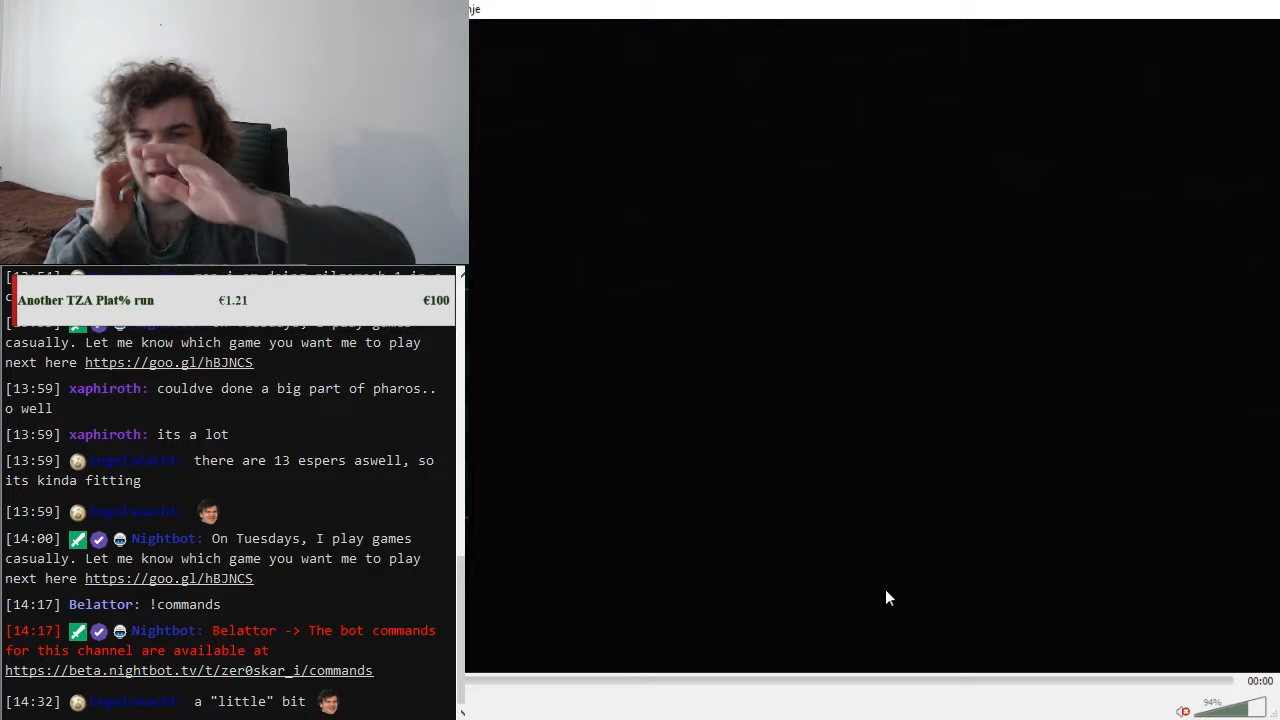 nje
Another TZA Plat% run €1.21 €100
casually. Let me know which game you want me to play
next here https://goo.gl/hBJNCS
[13:59] xaphiroth: couldve done a big part of pharos..
o well
[13:59] xaphiroth: its a lot
[13:59] Engelsnacht: there are 13 espers aswell, so
its kinda fitting
[13:59] Engelsnacht:
[14:00] Nightbot: On Tuesdays, I play games
casually. Let me know which game you want me to play
next here https://goo.gl/hBJNCS
[14:17] Belattor: !commands
[14:17] Nightbot: Belattor -> The bot commands
for this channel are available at
https://beta.nightbot.tv/t/zer0skar_i/commands
[14:32] Engelsnacht: a "little" bit
00:00
94%